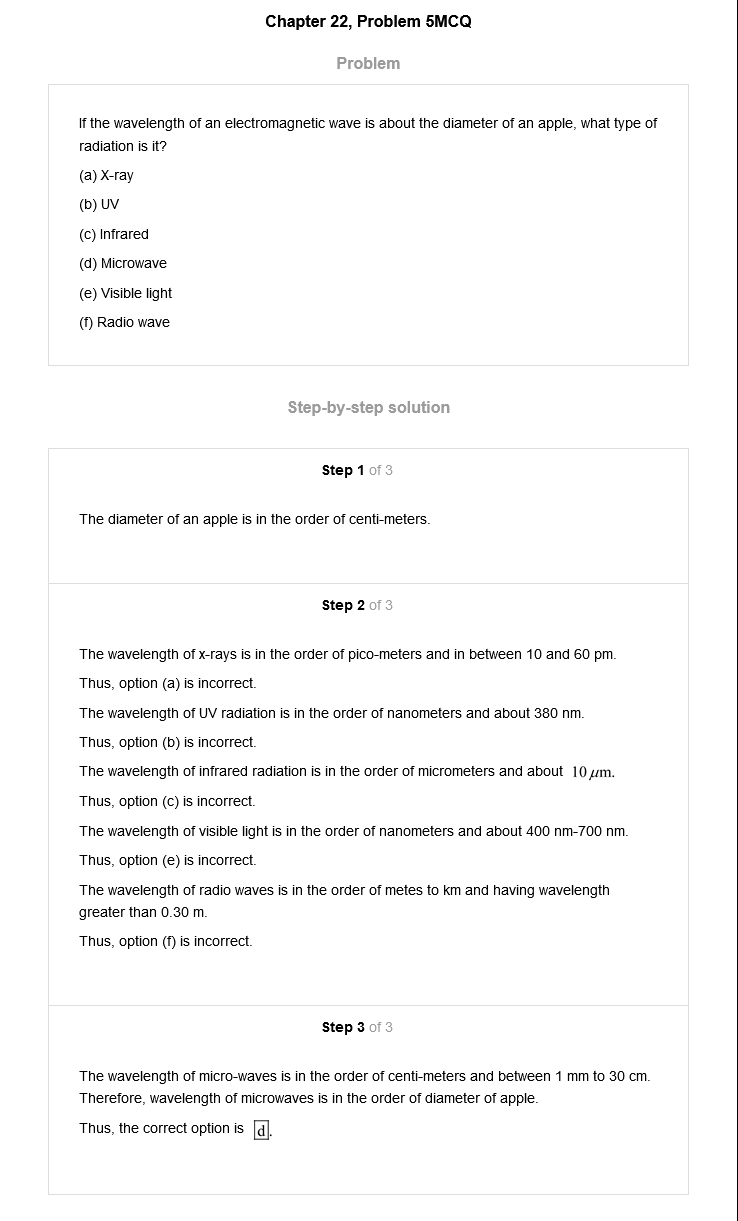 Chapter 22, Problem 5MCQ
Problem
If the wavelength of an electromagnetic wave is about the diameter of an apple, what type of
radiation is it?
(a) X-ray
(b) UV
(c) Infrared
(d) Microwave
(e) Visible light
(f) Radio wave
Step-by-step solution
Step 1 of 3
The diameter of an apple is in the order of centi-meters.
Step 2 of 3
The wavelength of x-rays is in the order of pico-meters and in between 10 and 60 pm.
Thus, option (a) is incorrect.
The wavelength of UV radiation is in the order of nanometers and about 380 nm.
Thus, option (b) is incorrect.
The wavelength of infrared radiation is in the order of micrometers and about 10 μm.
Thus, option (c) is incorrect.
The wavelength of visible light is in the order of nanometers and about 400 nm-700 nm.
Thus, option (e) is incorrect.
The wavelength of radio waves is in the order of metes to km and having wavelength
greater than 0.30 m.
Thus, option (f) is incorrect.
Step 3 of 3
The wavelength of micro-waves is in the order of centi-meters and between 1 mm to 30 cm.
Therefore, wavelength of microwaves is in the order of diameter of apple.
Thus, the correct option is d.